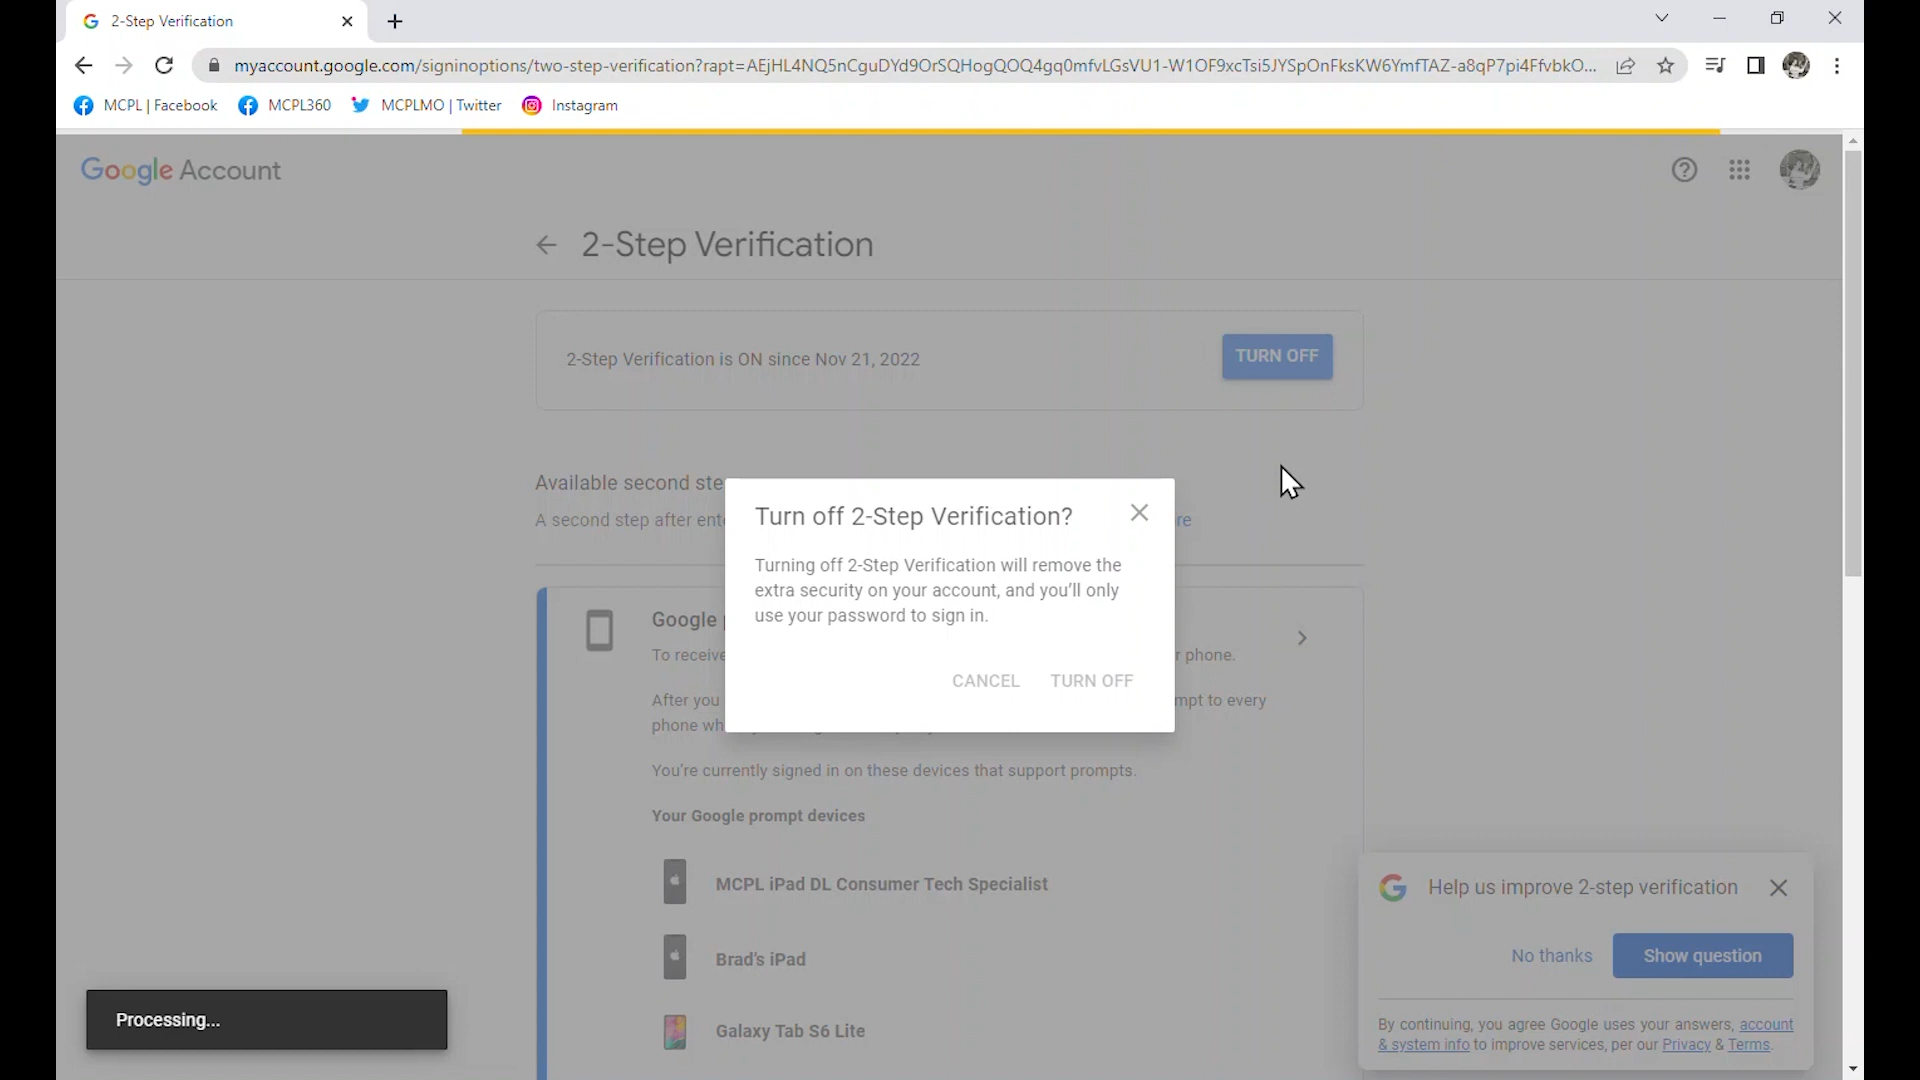 2-Step Verification
myaccount.google.com/signinoptions/two-step-verification?rapt=AEjHL4NQ5nCguDYd9OrSQHogQOQ4gq0mfvLGsVU1-W1OF9xcTsi5JYSpOnFksKW6YmfTAZ-a8qP7pi4FfvbkO...
MCPL | Facebook
MCPL360
MCPLMO | Twitter
Instagram
Google Account
2-Step Verification
2-Step Verification is ON since Nov 21, 2022
TURN OFF
Available second ste
A second step after ent
re
Turn off 2-Step Verification?
Turning off 2-Step Verification will remove the
extra security on your account, and you'll only
use your password to sign in.
CANCEL
TURN OFF
Google
To receive
r phone.
After you
mpt to every
phone wh
You're currently signed in on these devices that support prompts.
Your Google prompt devices
MCPL iPad DL Consumer Tech Specialist
Brad's iPad
Galaxy Tab S6 Lite
Processing...
Help us improve 2-step verification
No thanks
Show question
By continuing, you agree Google uses your answers, account
& system info to improve services, per our Privacy & Terms.